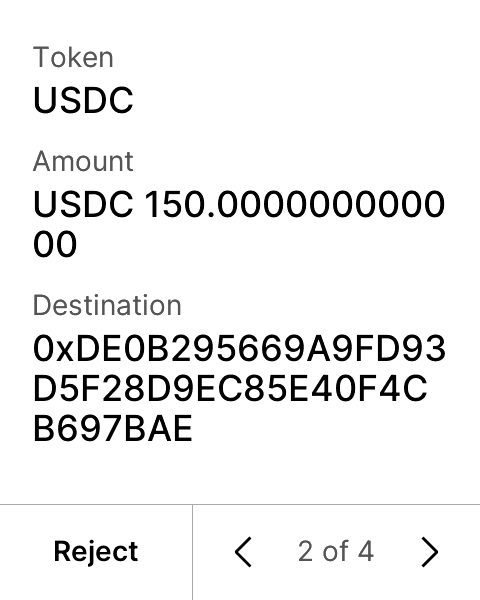 Token
USDC
Amount
USDC 150.0000000000
00
Destination
0xDE0B295669A9FD93
D5F28D9EC85E40F4C
B697BAE
Reject
2 of 4